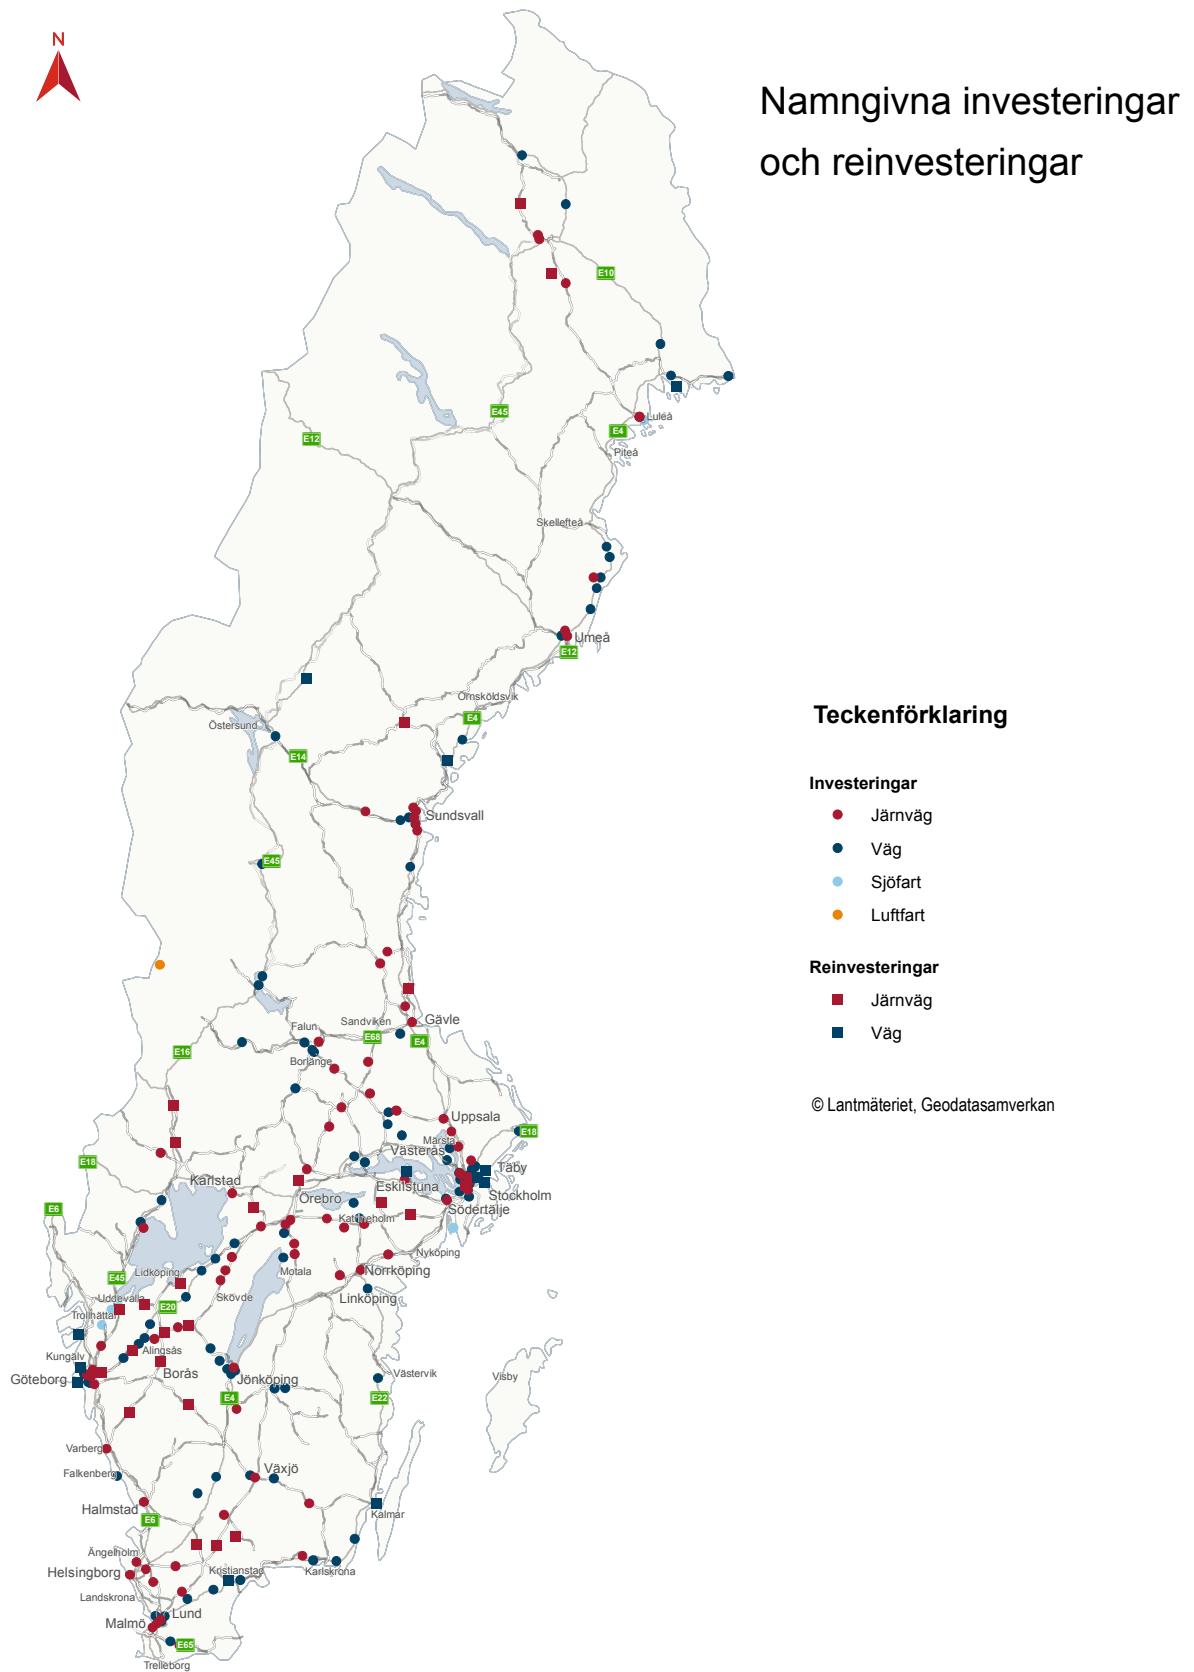 N
Namngivna investeringar
och reinvesteringar
E10
E45
Luleå
E4
E12
Piteå
Skellefteå
Umeå
E12
Örnsköldsvik
E4
Östersund
E14
Sundsvall
E45
Teckenförklaring
Investeringar
Järnväg
Väg
Sjöfart
Luftfart
Reinvesteringar
Järnväg
Väg
© Lantmäteriet, Geodatasamverkan
Sandviken
Gävle
Falun
E68
E4
E16
Borlänge
Uppsala
E18
Märsta
Västerås
E18
Täby
Karlstad
Eskilstuna
Stockholm
Örebro
E6
Södertälje
Katrineholm
Nyköping
Lidköping
Motala
Norrköping
E45
Uddevalla
Skövde
Linköping
E20
Trollhättan
Alingsås
Kungälv
Borås
Göteborg
Jönköping
Västervik
Visby
E4
E22
Varberg
Växjö
Falkenberg
Halmstad
Kalmar
E6
Ängelholm
Helsingborg
Kristianstad
Karlskrona
Landskrona
Lund
Malmö
E65
Trelleborg